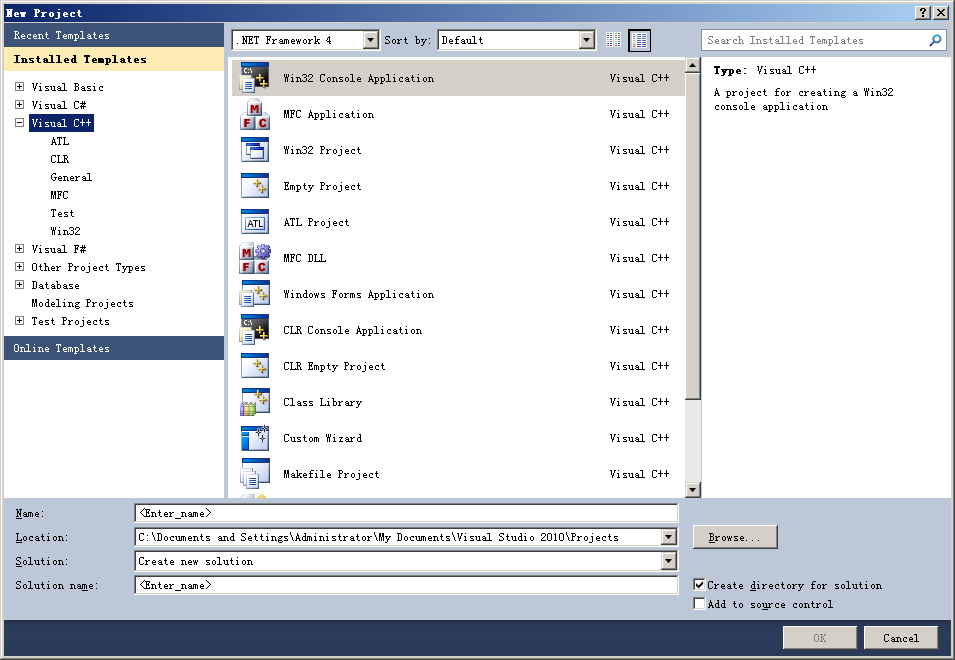 New Project
Recent Templates
Installed Templates
Visual Basic
Visual C#
Visual C++
ATL
CLR
General
MFC
Test
Win32
Visual F#
Other Project Types
Database
Modeling Projects
Test Projects
Online Templates
.NET Framework 4 Sort by: Default
Search Installed Templates
Win32 Console Application Visual C++
MFC Application Visual C++
Win32 Project Visual C++
Empty Project Visual C++
ATL Project Visual C++
MFC DLL Visual C++
Windows Forms Application Visual C++
CLR Console Application Visual C++
CLR Empty Project Visual C++
Class Library Visual C++
Custom Wizard Visual C++
Makefile Project Visual C++
Type: Visual C++
A project for creating a Win32
console application
Name: <Enter_name>
Location: C:\Documents and Settings\Administrator\My Documents\Visual Studio 2010\Projects Browse...
Solution: Create new solution
Solution name: <Enter_name>
Create directory for solution
Add to source control
OK Cancel